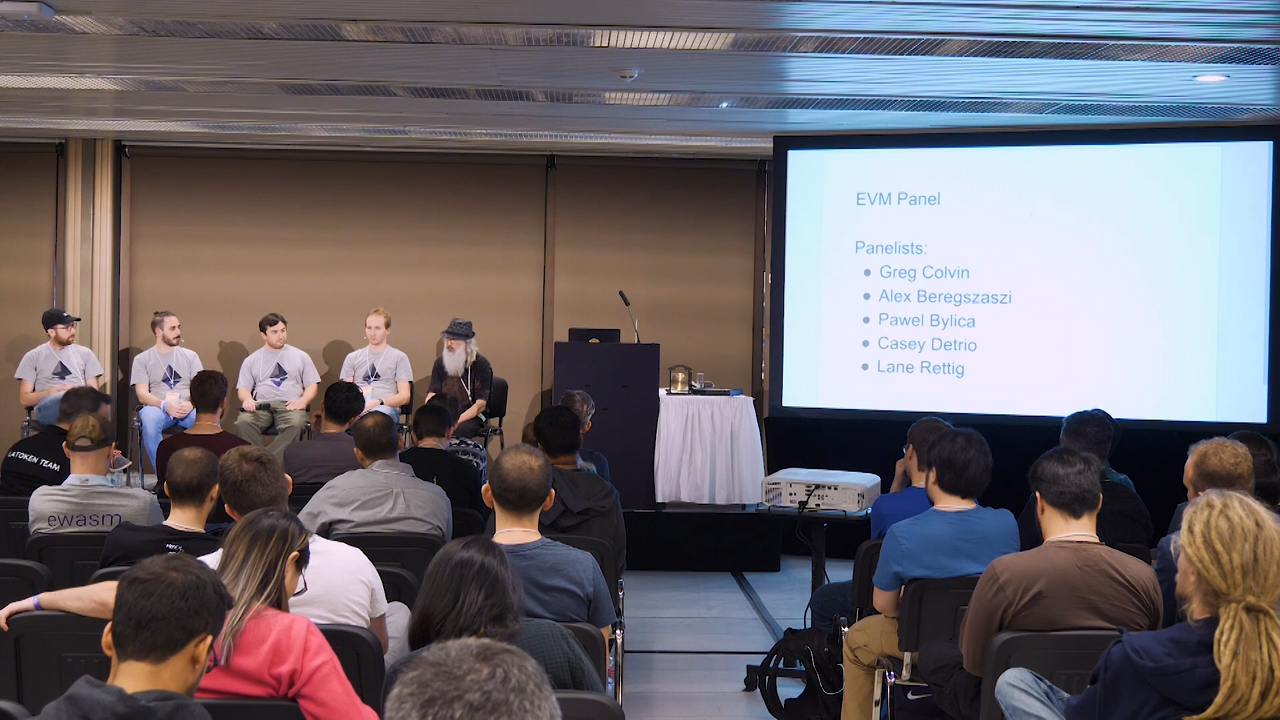 EVM Panel
Panelists:
Greg Colvin
Alex Beregszaszi
Pawel Bylica
Casey Detrio
Lane Rettig
LATOKEN TEAM
ewasm